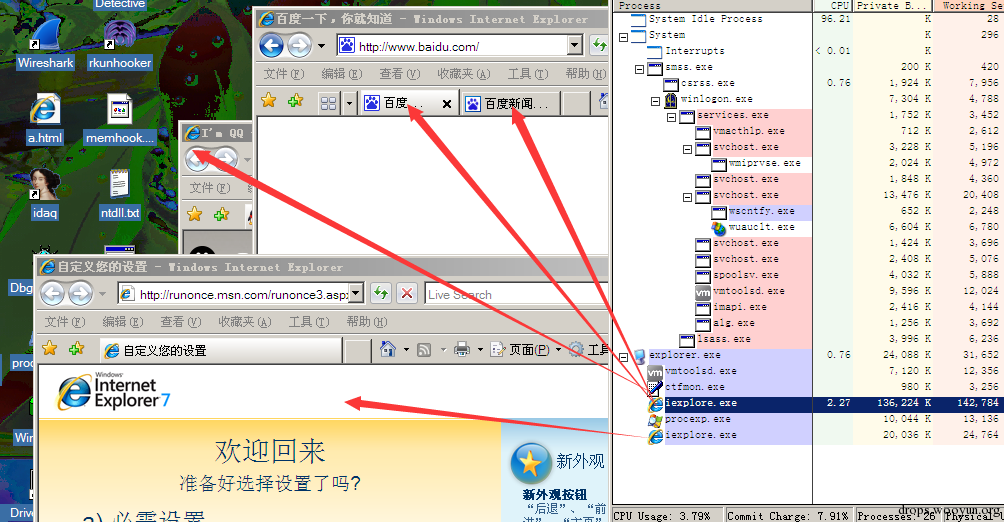 Detective
Wireshark
rkunhooker
a.html
memhook....
idaq
ntdll.txt
Dbg
proc
Win
Drive
百度一下，你就知道 - Windows Internet Explorer
http://www.baidu.com/
文件(F) 编辑(E) 查看(V) 收藏夹(A) 工具(T) 帮助(H)
百度...
百度新闻...
I'm QQ
文件(F)
自定义您的设置 - Windows Internet Explorer
http://runonce.msn.com/runonce3.aspx
Live Search
文件(F) 编辑(E) 查看(V) 收藏夹(A) 工具(T) 帮助(H)
自定义您的设置
页面(P)
工具
Windows
Internet
Explorer 7
欢迎回来
准备好选择设置了吗?
a) 必需设置
新外观
新外观按钮
“后退”、“前
进”、“主页”
Process CPU Private B... Working Se
System Idle Process 96.21 K 28
System K 296
Interrupts < 0.01 K
smss.exe 200 K 420
csrss.exe 0.76 1,924 K 7,956
winlogon.exe 7,304 K 4,788
services.exe 1,752 K 3,452
vmacthlp.exe 712 K 2,612
svchost.exe 3,228 K 5,196
wmiprvse.exe 2,024 K 4,972
svchost.exe 1,848 K 4,360
svchost.exe 13,476 K 20,408
wscntfy.exe 652 K 2,248
wuauclt.exe 6,604 K 6,780
svchost.exe 1,424 K 3,696
svchost.exe 2,408 K 5,076
spoolsv.exe 4,032 K 5,888
vmtoolsd.exe 9,596 K 12,024
imapi.exe 2,416 K 4,144
alg.exe 1,256 K 3,692
lsass.exe 3,996 K 6,236
explorer.exe 0.76 24,088 K 31,652
vmtoolsd.exe 7,120 K 12,356
ctfmon.exe 980 K 3,256
iexplore.exe 2.27 136,224 K 142,784
procexp.exe 10,044 K 13,136
iexplore.exe 20,036 K 24,764
CPU Usage: 3.79% Commit Charge: 7.91% Processes: 26 Physical
drops.wooyun.org